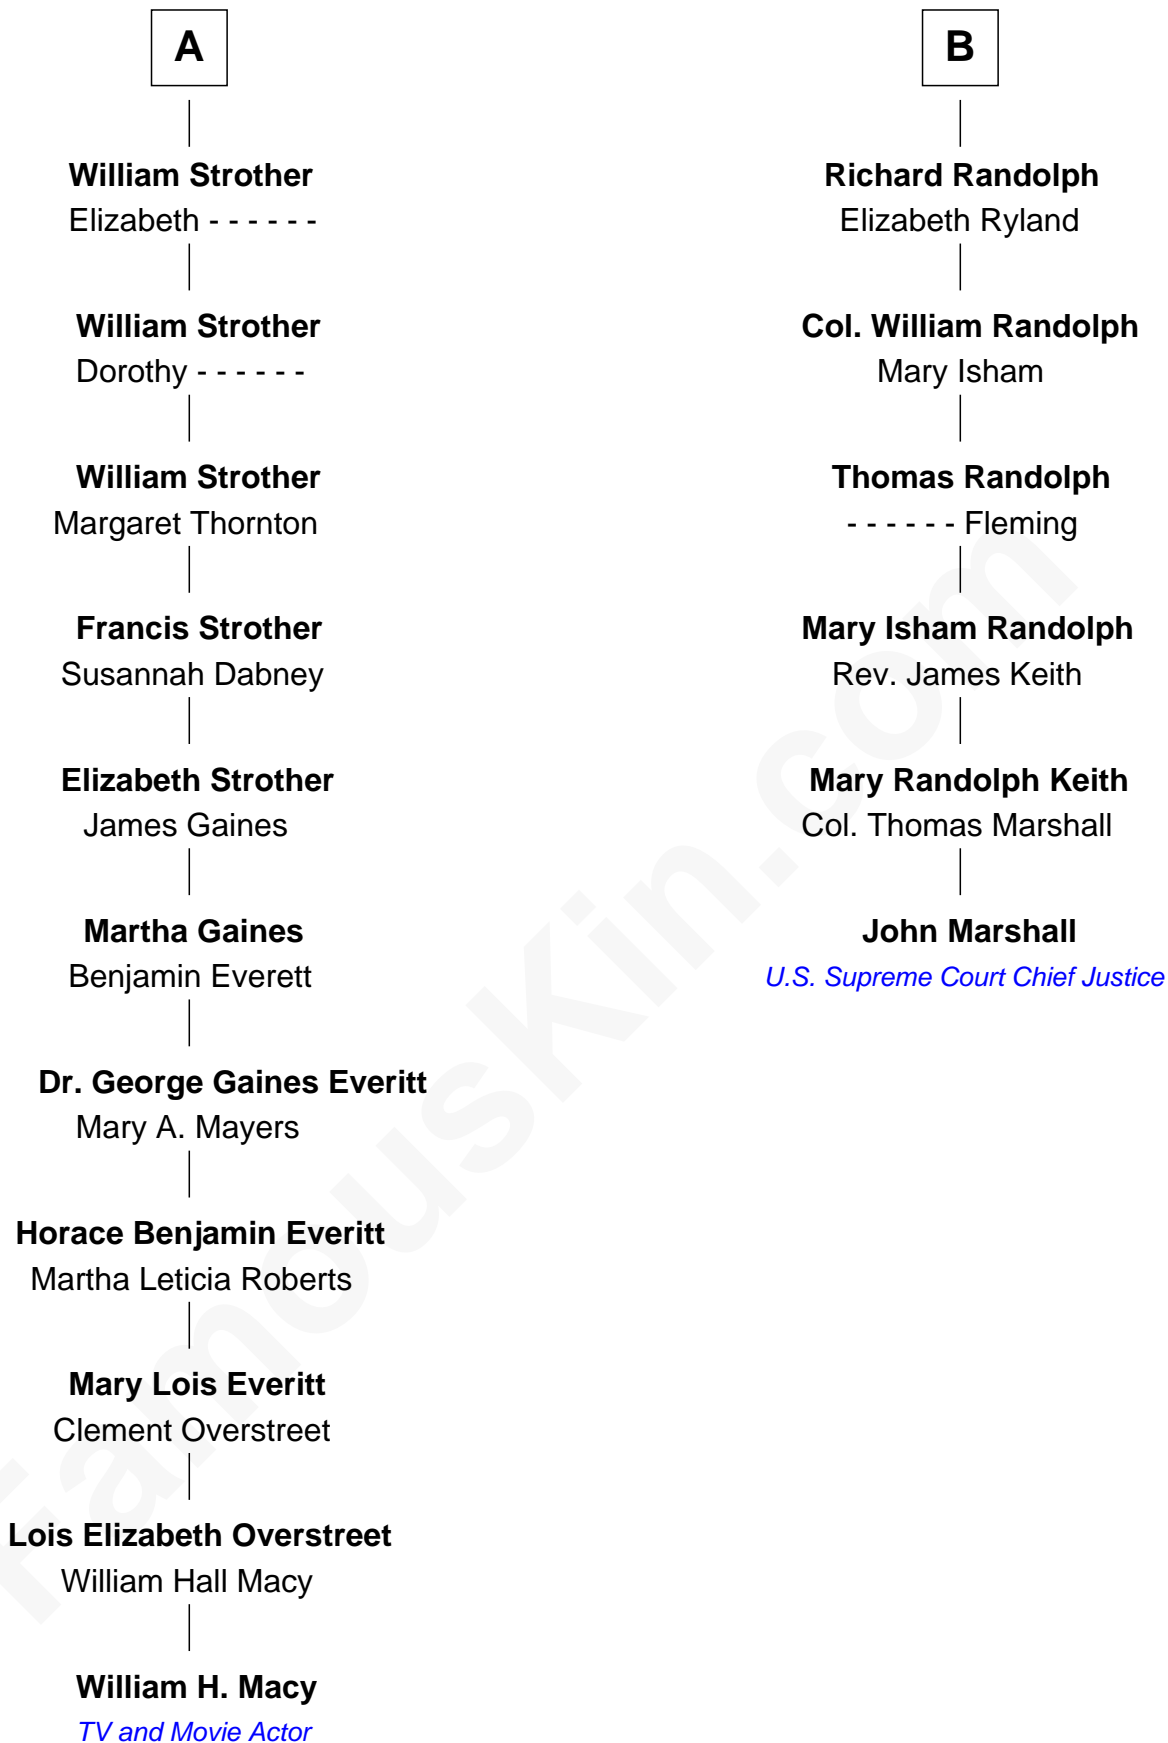 A
William Strother
Elizabeth - - - - - -
William Strother
Dorothy - - - - - -
William Strother
Margaret Thornton
Francis Strother
Susannah Dabney
Elizabeth Strother
James Gaines
Martha Gaines
Benjamin Everett
Dr. George Gaines Everitt
Mary A. Mayers
Horace Benjamin Everitt
Martha Leticia Roberts
Mary Lois Everitt
Clement Overstreet
Lois Elizabeth Overstreet
William Hall Macy
William H. Macy
TV and Movie Actor
B
Richard Randolph
Elizabeth Ryland
Col. William Randolph
Mary Isham
Thomas Randolph
- - - - - - Fleming
Mary Isham Randolph
Rev. James Keith
Mary Randolph Keith
Col. Thomas Marshall
John Marshall
U.S. Supreme Court Chief Justice
FamousKin.com